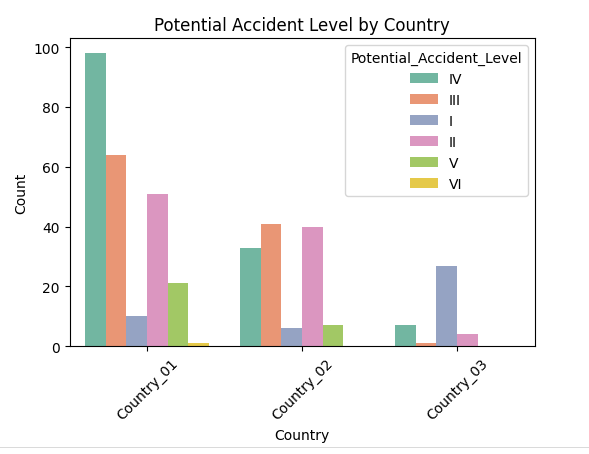 Potential Accident Level by Country
Potential_Accident_Level
IV
III
I
II
V
VI
Count
100
80
60
40
20
0
Country_01
Country_02
Country_03
Country